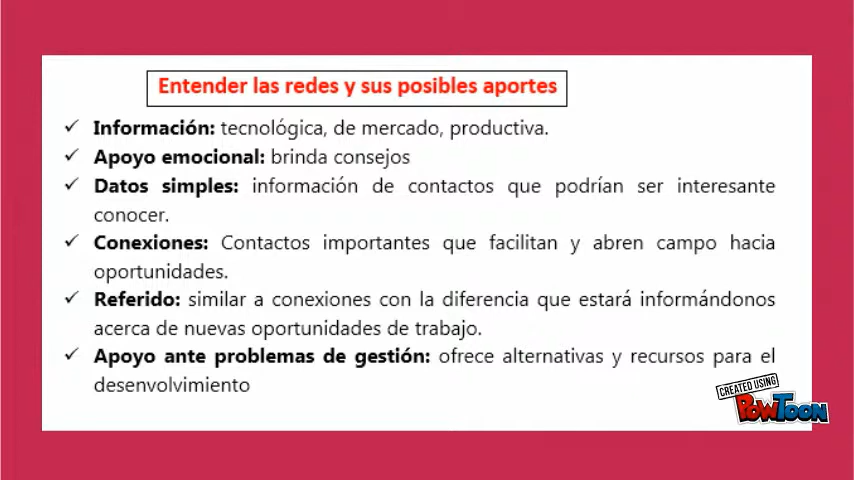 Entender las redes y sus posibles aportes
✓ Información: tecnológica, de mercado, productiva.
✓ Apoyo emocional: brinda consejos
✓ Datos simples: información de contactos que podrían ser interesante
conocer.
✓ Conexiones: Contactos importantes que facilitan y abren campo hacia
oportunidades.
✓ Referido: similar a conexiones con la diferencia que estará informándonos
acerca de nuevas oportunidades de trabajo.
✓ Apoyo ante problemas de gestión: ofrece alternativas y recursos para el
desenvolvimiento
CREATED USING
POWTOON